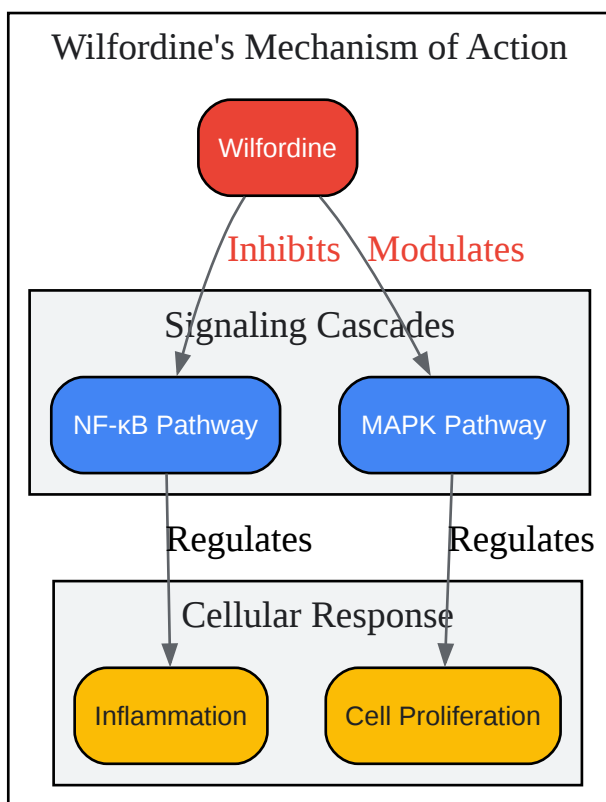 Wilfordine's Mechanism of Action
Wilfordine
Inhibits
Modulates
Signaling Cascades
NF-κB Pathway
MAPK Pathway
Regulates
Regulates
Cellular Response
Inflammation
Cell Proliferation